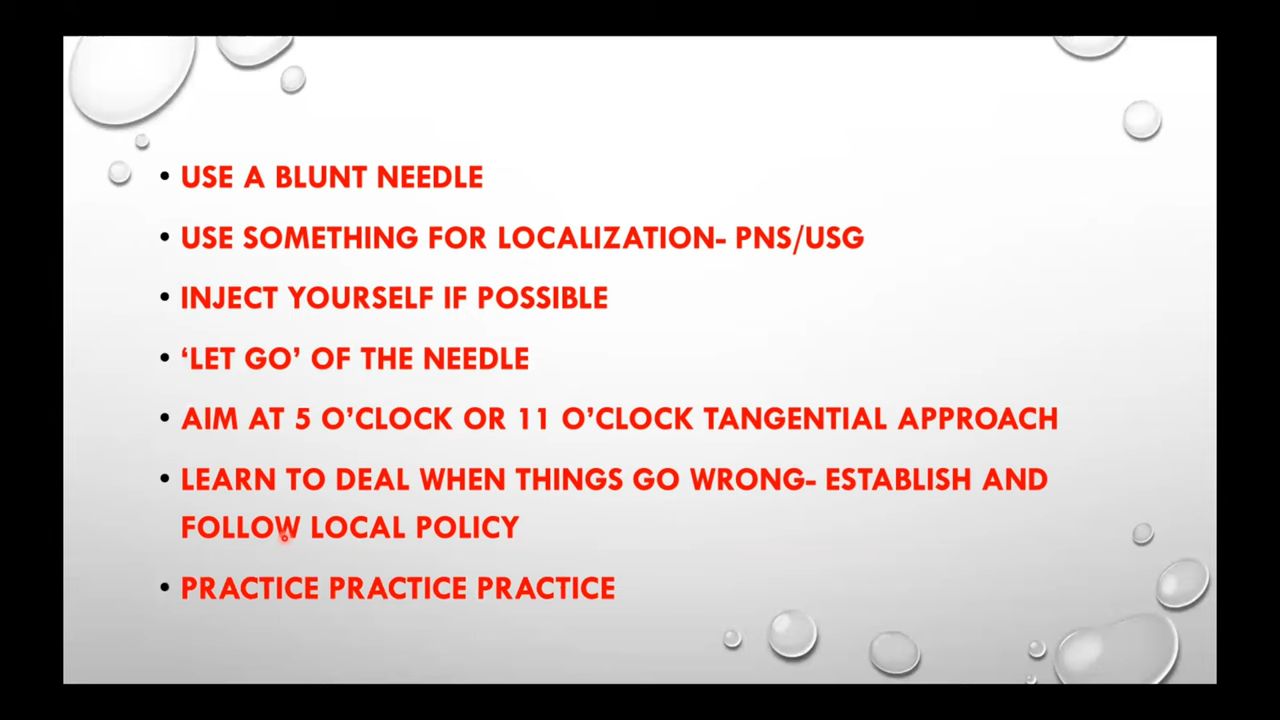 • USE A BLUNT NEEDLE
• USE SOMETHING FOR LOCALIZATION- PNS/USG
• INJECT YOURSELF IF POSSIBLE
• ‘LET GO’ OF THE NEEDLE
• AIM AT 5 O’CLOCK OR 11 O’CLOCK TANGENTIAL APPROACH
• LEARN TO DEAL WHEN THINGS GO WRONG- ESTABLISH AND
FOLLOW LOCAL POLICY
• PRACTICE PRACTICE PRACTICE